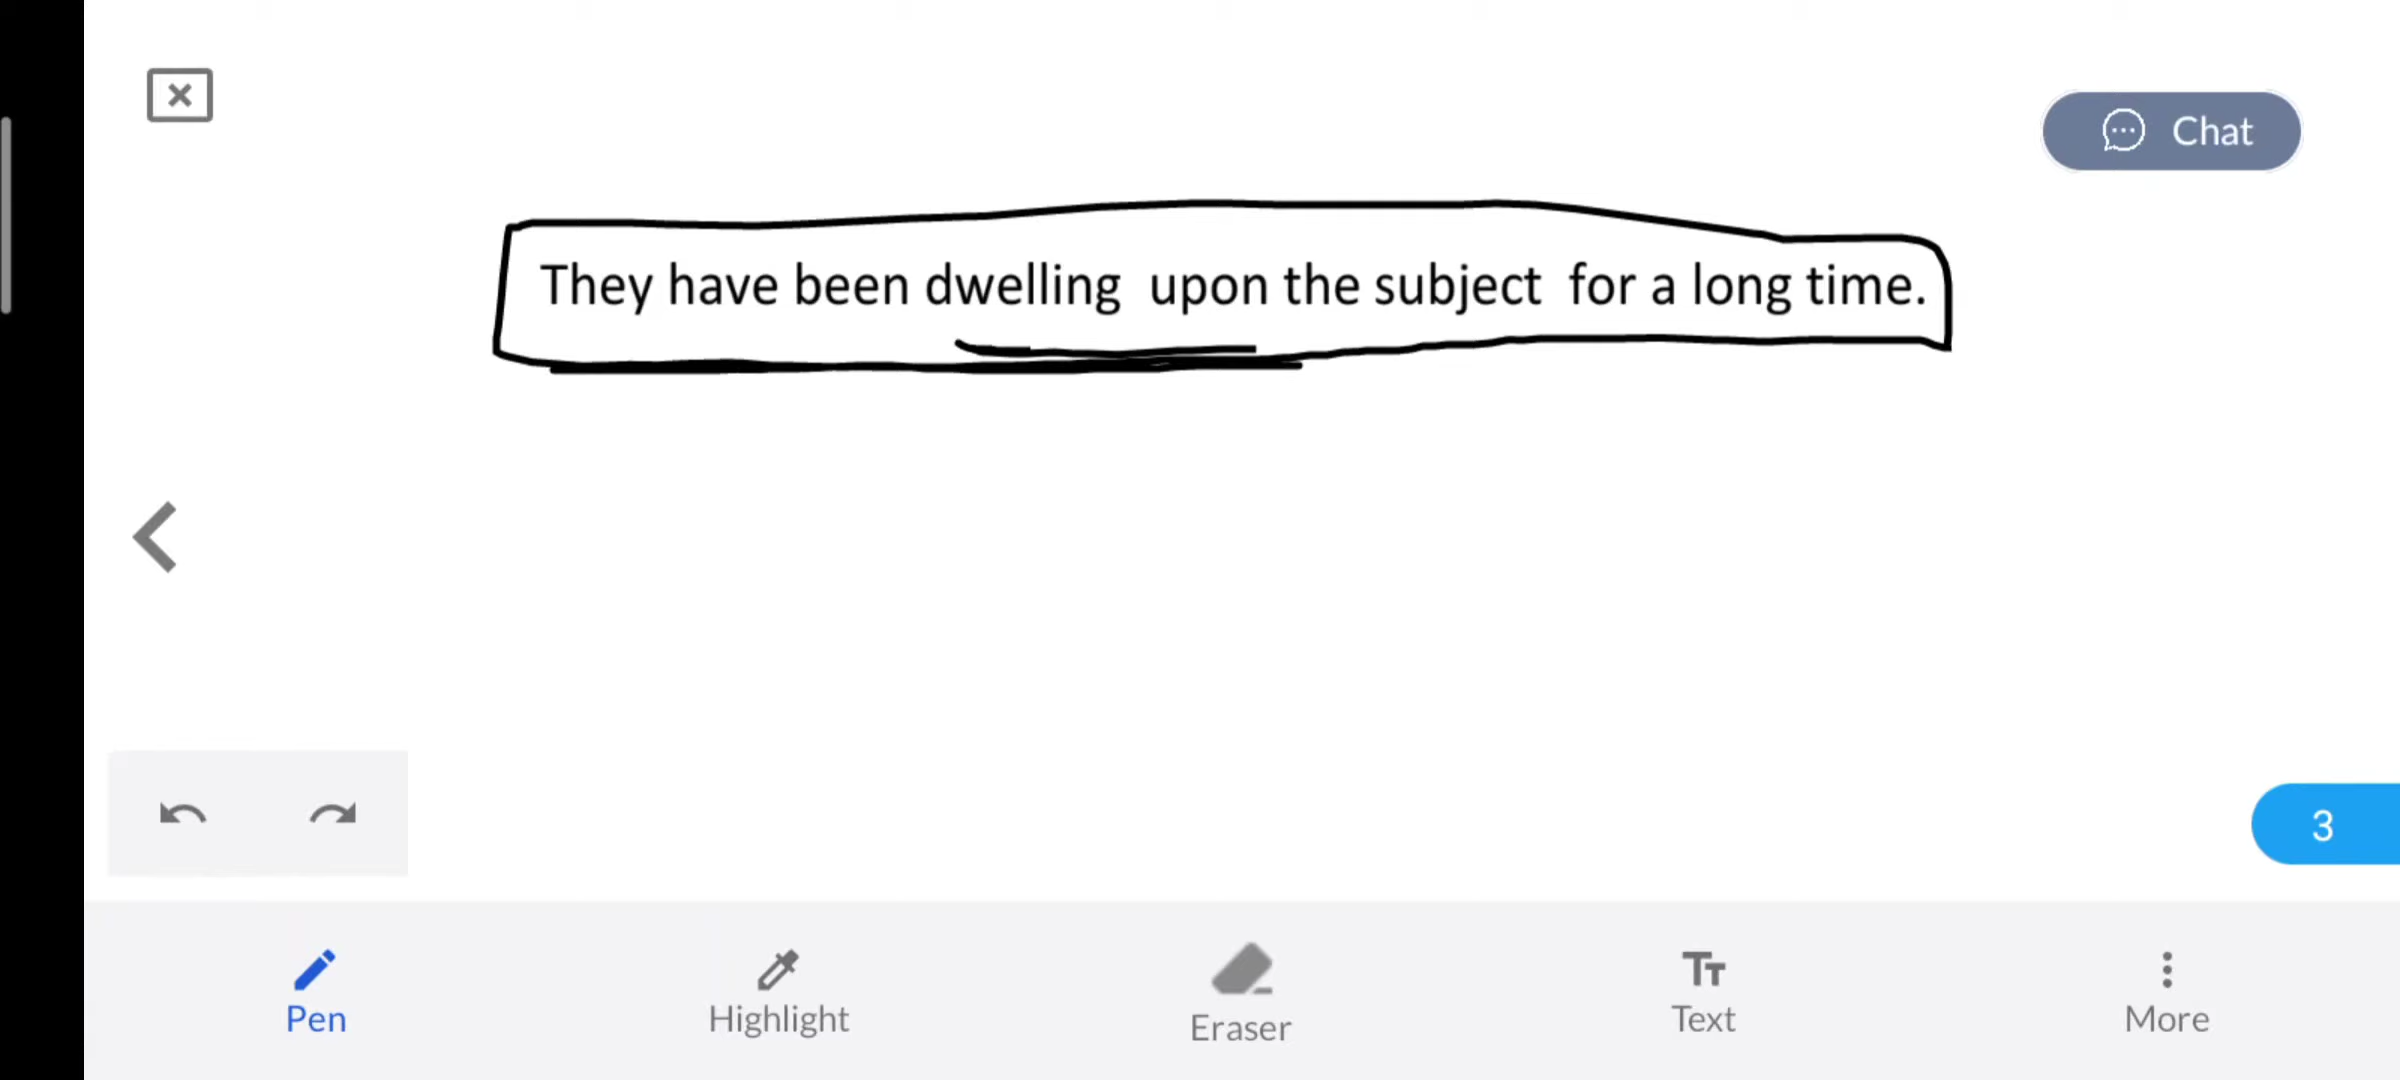 Chat
They have been dwelling upon the subject for a long time.
3
Pen
Highlight
Eraser
Text
More